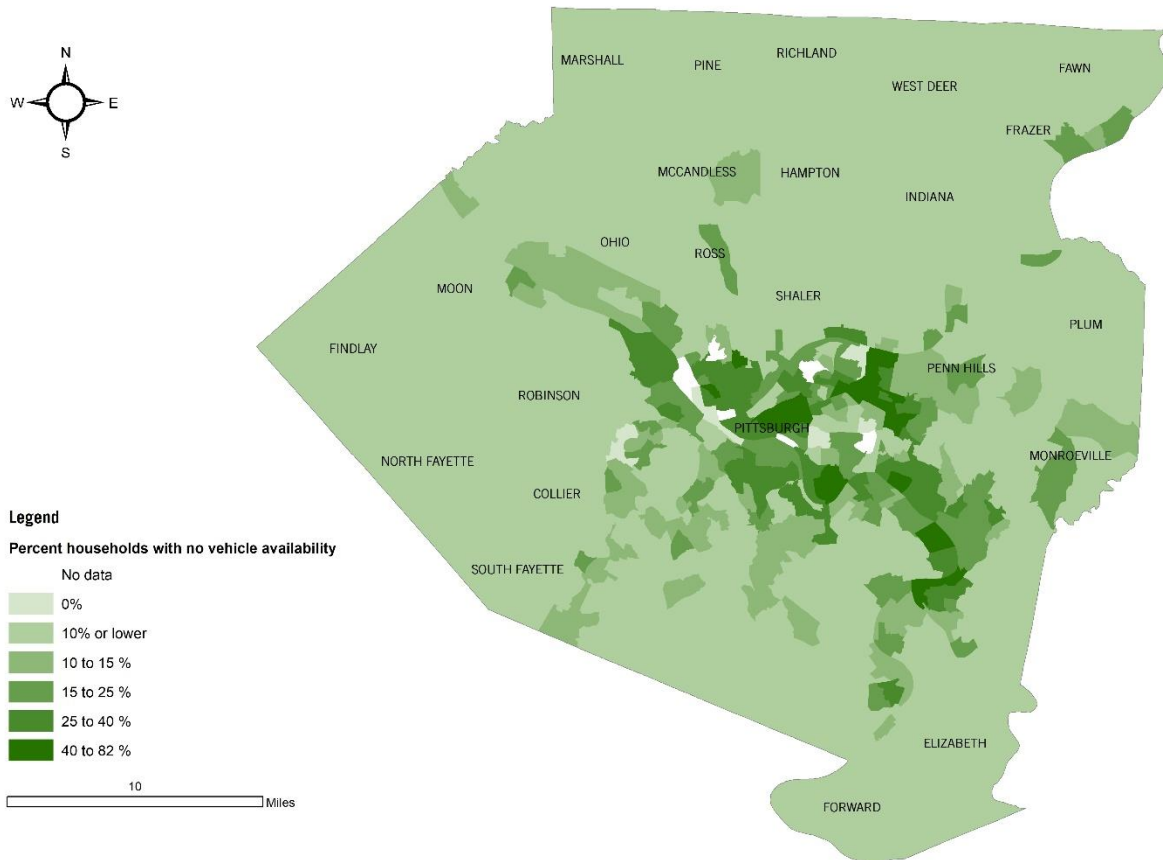 N
W E
S
MARSHALL
PINE
RICHLAND
WEST DEER
FAWN
FRAZER
MCCANDLESS
HAMPTON
INDIANA
OHIO
ROSS
MOON
SHALER
PLUM
FINDLAY
PENN HILLS
ROBINSON
PITTSBURGH
NORTH FAYETTE
MONROEVILLE
COLLIER
SOUTH FAYETTE
ELIZABETH
FORWARD
Legend
Percent households with no vehicle availability
No data
0%
10% or lower
10 to 15 %
15 to 25 %
25 to 40 %
40 to 82 %
10
Miles